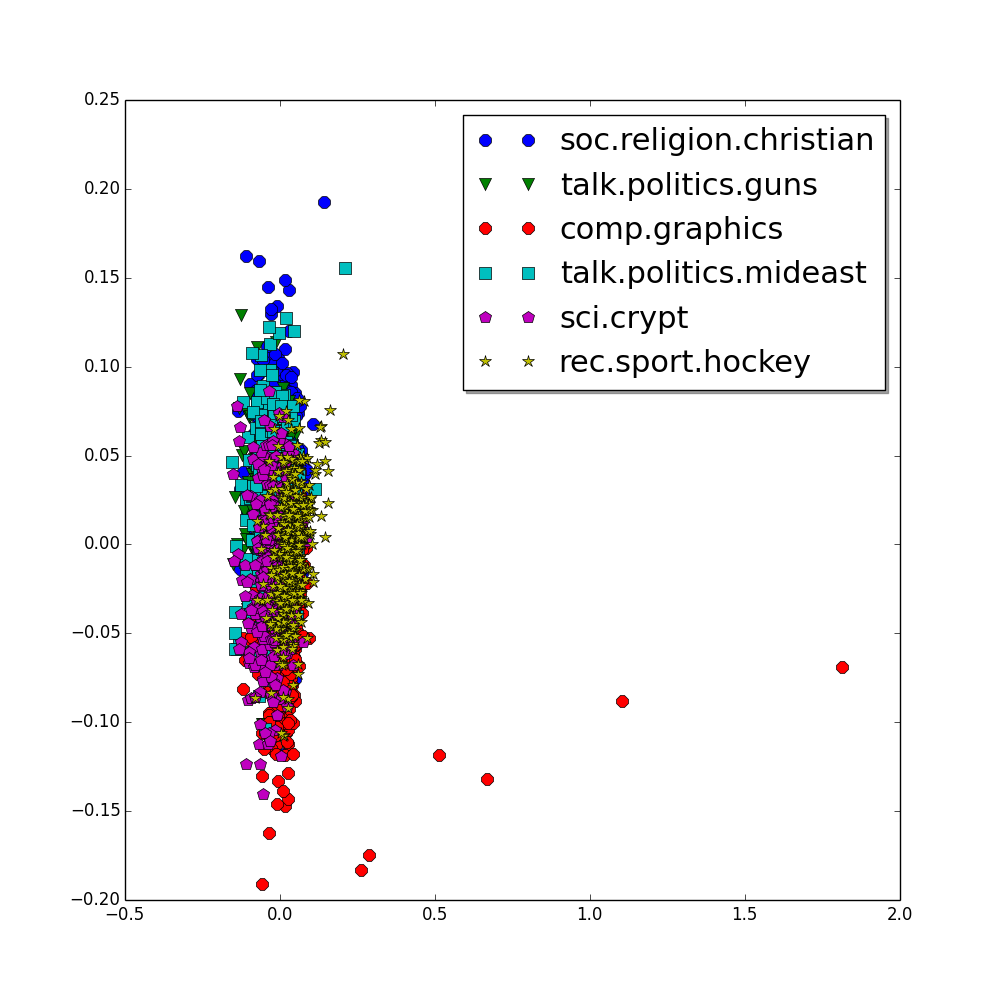 0.25
0.20
0.15
0.10
0.05
0.00
−0.05
−0.10
−0.15
−0.20
−0.5
0.0
0.5
1.0
1.5
2.0
soc.religion.christian
talk.politics.guns
comp.graphics
talk.politics.mideast
sci.crypt
rec.sport.hockey